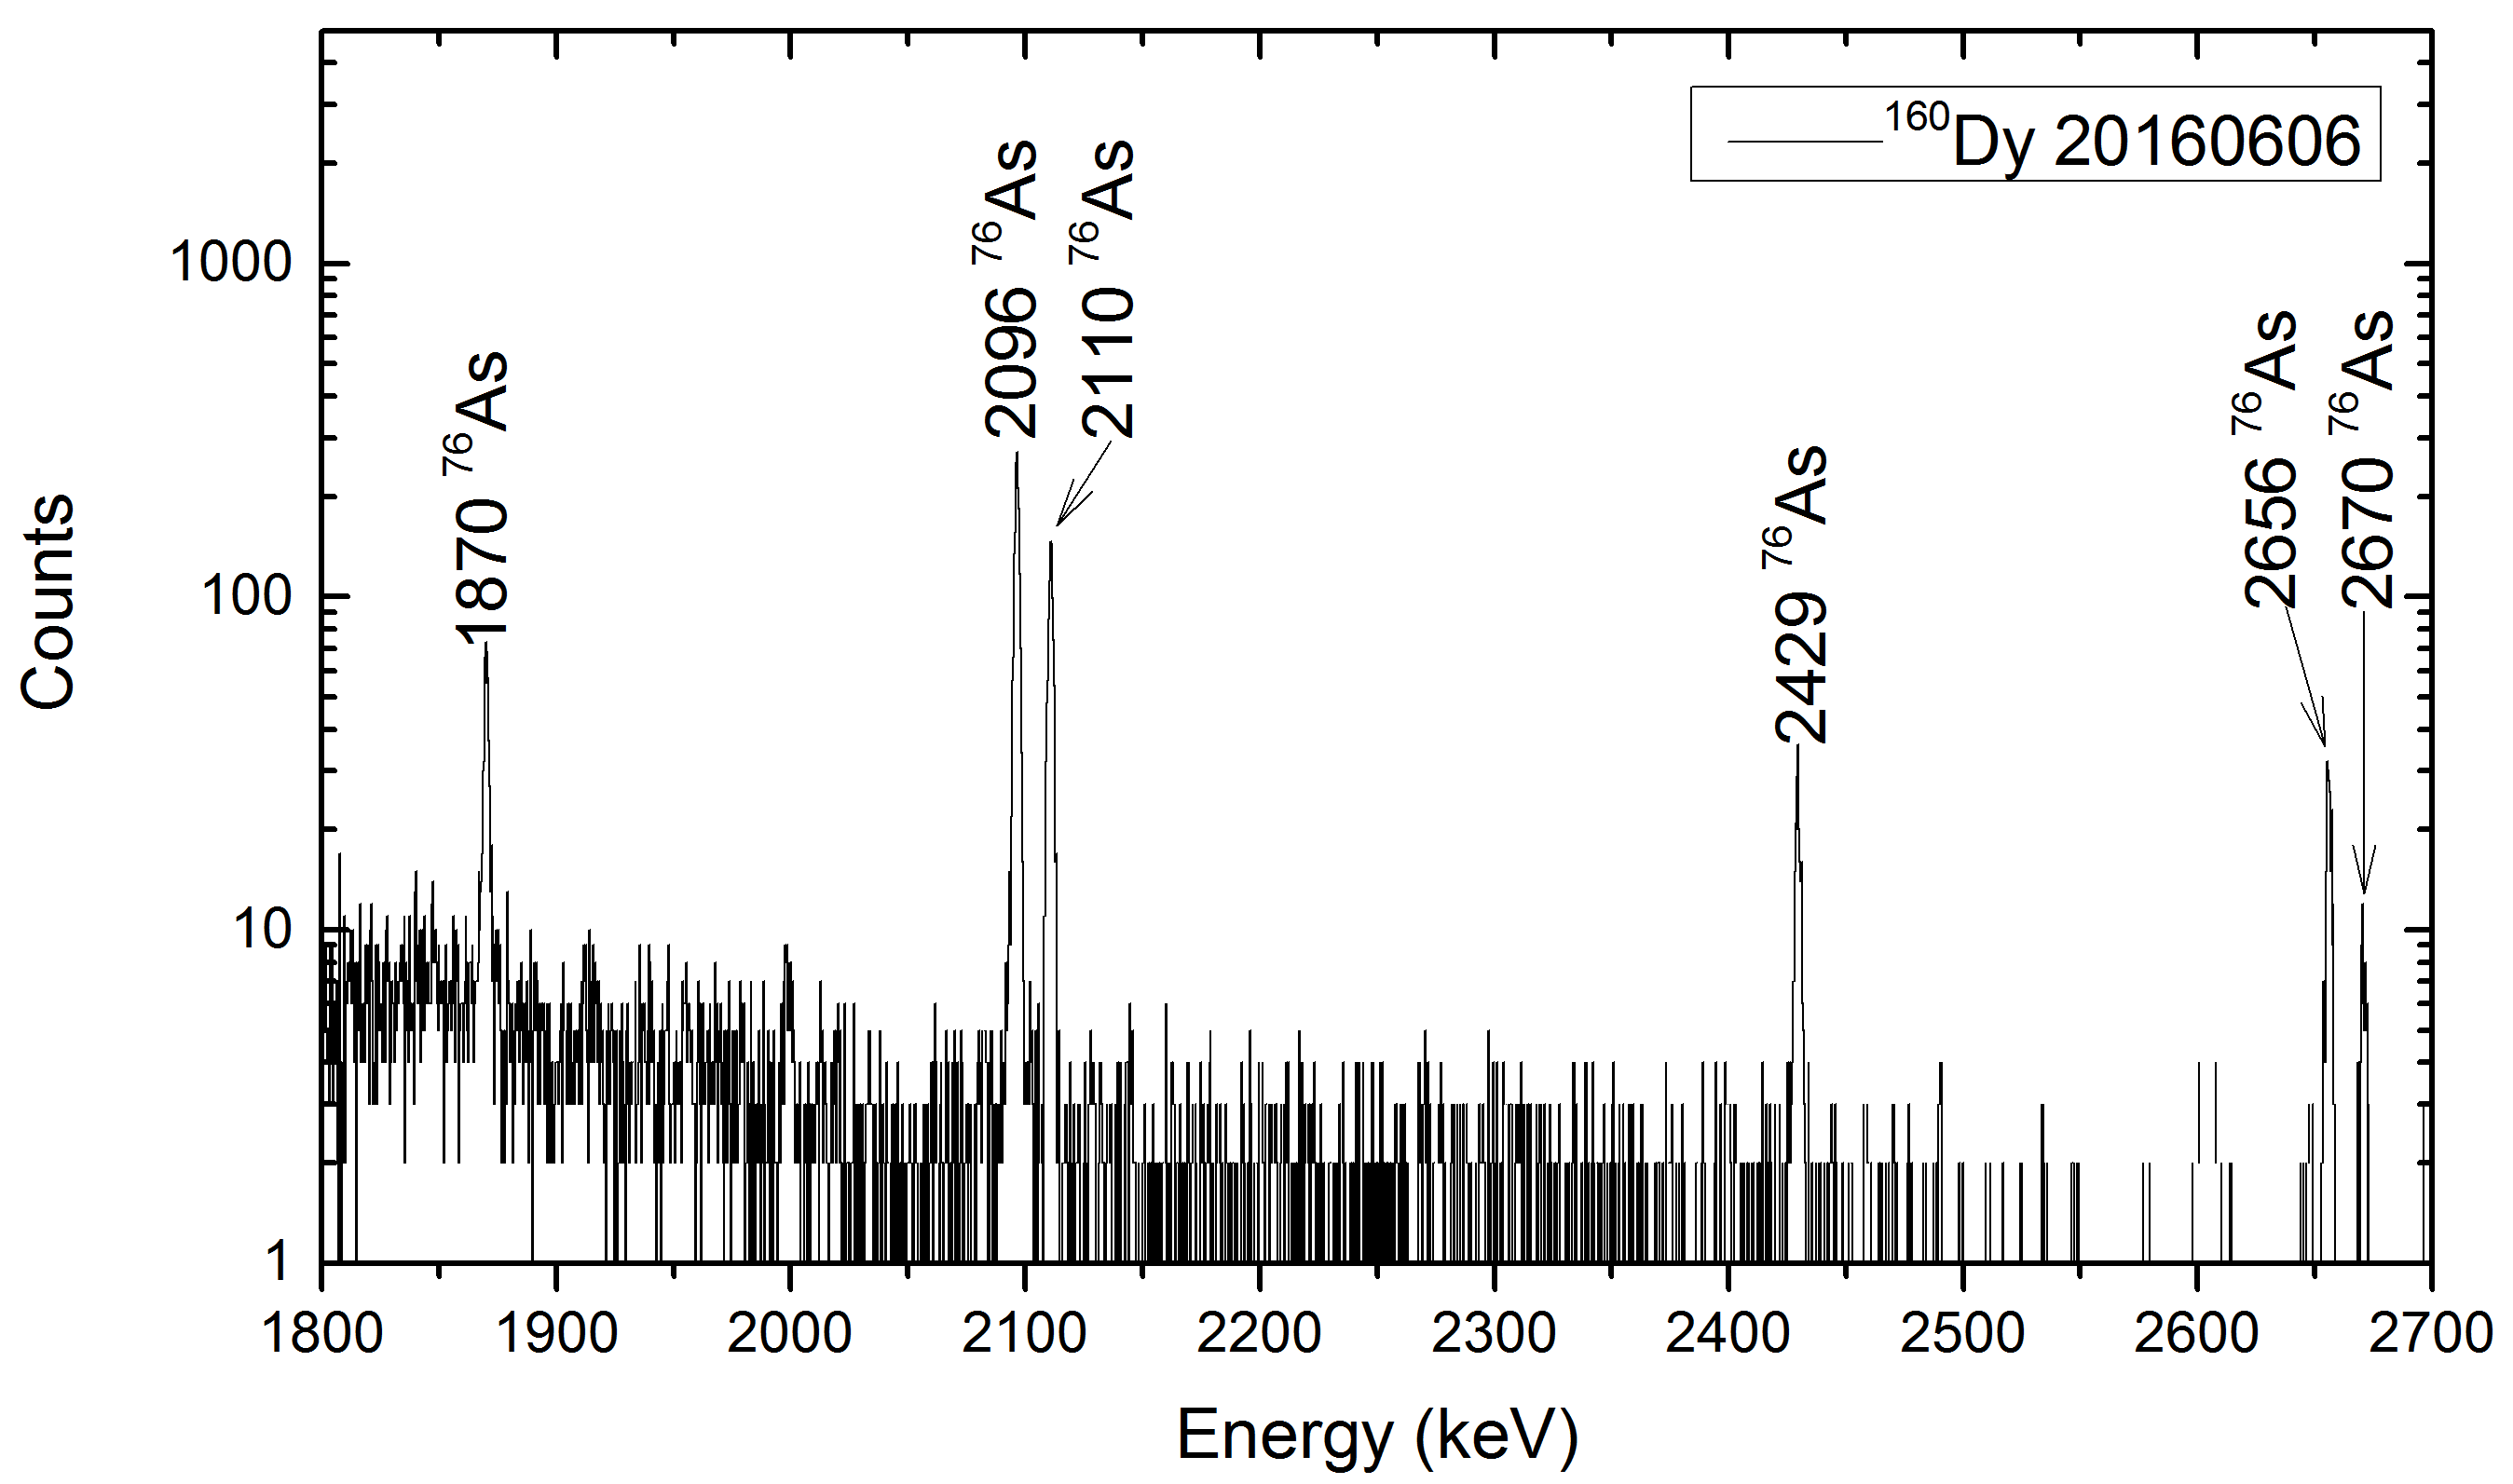 ¹⁶⁰Dy 20160606
1870 ⁷⁶As
2096 ⁷⁶As
2110 ⁷⁶As
2429 ⁷⁶As
2656 ⁷⁶As
2670 ⁷⁶As
Counts
1000
100
10
1
1800 1900 2000 2100 2200 2300 2400 2500 2600 2700
Energy (keV)